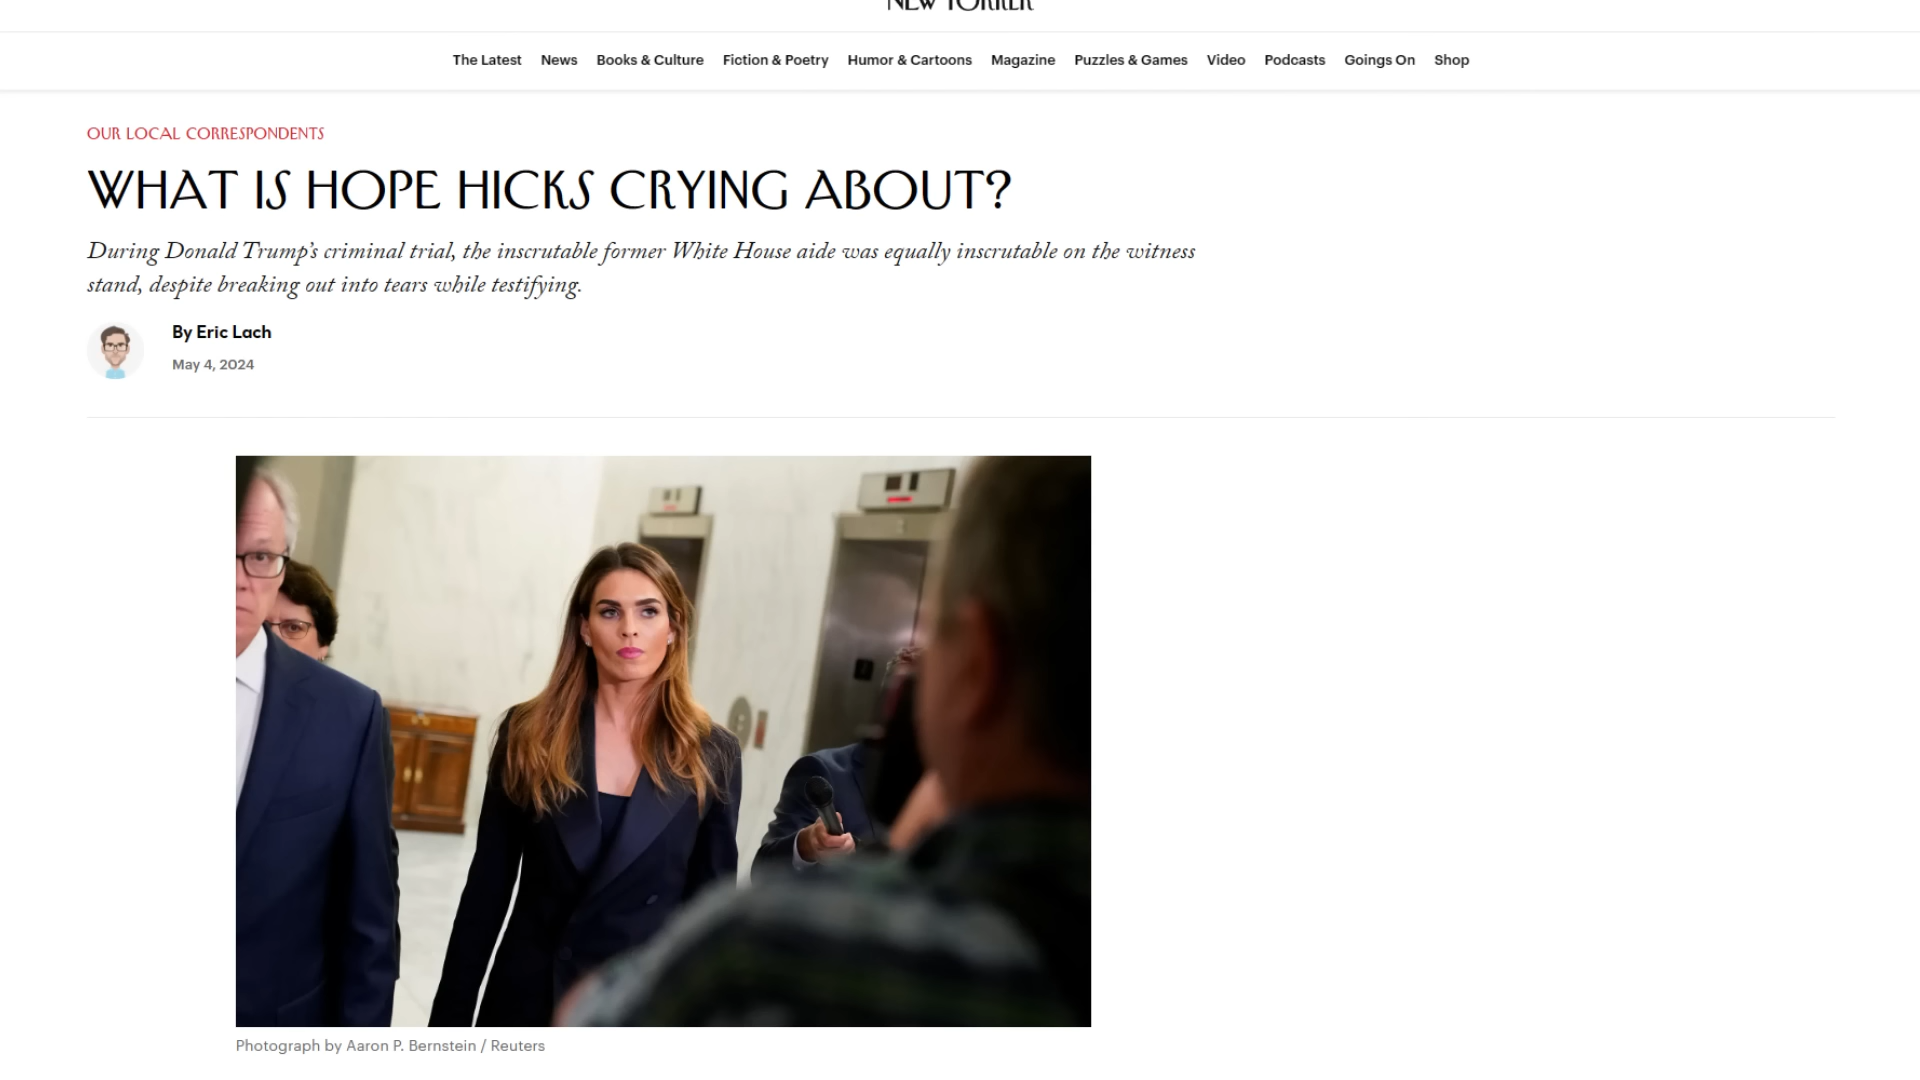 NEW YORKER
The Latest News Books & Culture Fiction & Poetry Humor & Cartoons Magazine Puzzles & Games Video Podcasts Goings On Shop
OUR LOCAL CORRESPONDENTS
WHAT IS HOPE HICKS CRYING ABOUT?
During Donald Trump’s criminal trial, the inscrutable former White House aide was equally inscrutable on the witness
stand, despite breaking out into tears while testifying.
By Eric Lach
May 4, 2024
Photograph by Aaron P. Bernstein / Reuters